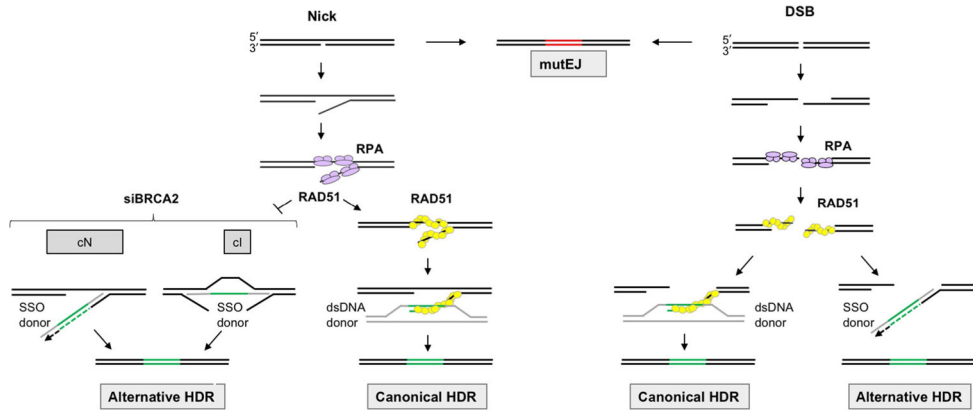 Nick
DSB
5′
3′
5′
3′
mutEJ
RPA
RPA
siBRCA2
RAD51
RAD51
RAD51
cN
cI
SSO
donor
SSO
donor
dsDNA
donor
dsDNA
donor
SSO
donor
Alternative HDR
Canonical HDR
Canonical HDR
Alternative HDR